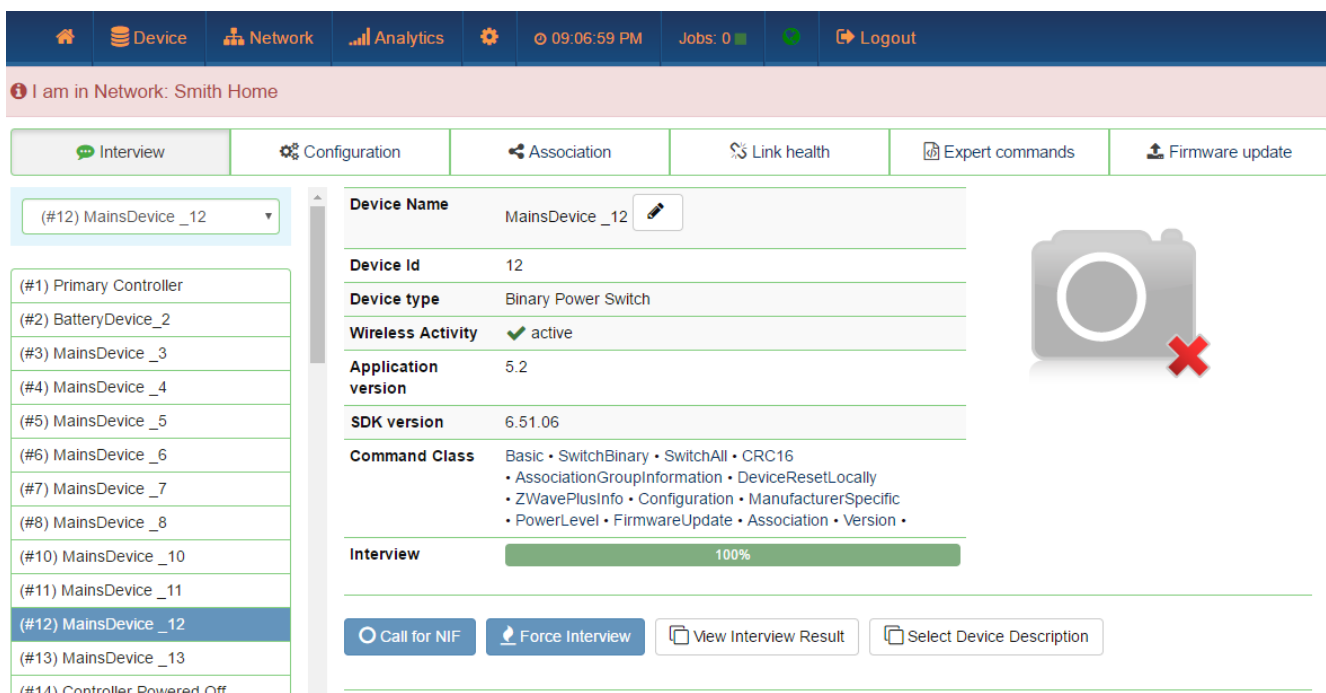 Device Network Analytics 09:06:59 PM Jobs: 0 Logout
I am in Network: Smith Home
Interview Configuration Association Link health Expert commands Firmware update
(#12) MainsDevice _12
(#1) Primary Controller
(#2) BatteryDevice_2
(#3) MainsDevice _3
(#4) MainsDevice _4
(#5) MainsDevice _5
(#6) MainsDevice _6
(#7) MainsDevice _7
(#8) MainsDevice _8
(#10) MainsDevice _10
(#11) MainsDevice _11
(#12) MainsDevice _12
(#13) MainsDevice _13
(#14) Controller Powered Off
Device Name MainsDevice _12
Device Id 12
Device type Binary Power Switch
Wireless Activity active
Application version 5.2
SDK version 6.51.06
Command Class Basic • SwitchBinary • SwitchAll • CRC16
• AssociationGroupInformation • DeviceResetLocally
• ZWavePlusInfo • Configuration • ManufacturerSpecific
• PowerLevel • FirmwareUpdate • Association • Version •
Interview 100%
Call for NIF Force Interview View Interview Result Select Device Description